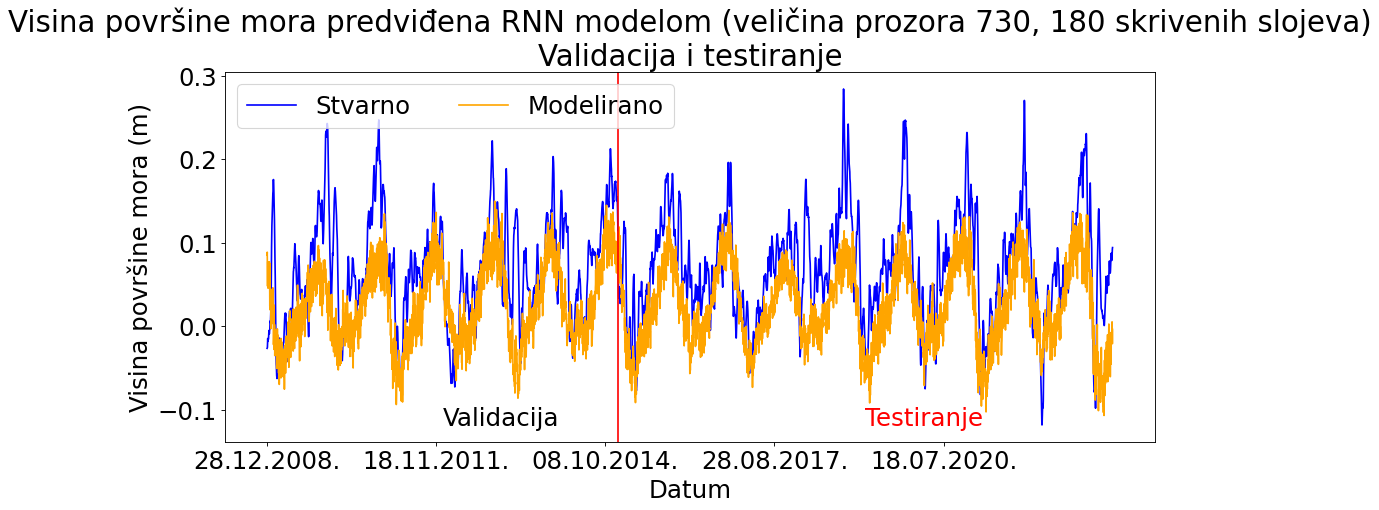 Visina površine mora predviđena RNN modelom (veličina prozora 730, 180 skrivenih slojeva)
Validacija i testiranje
Stvarno Modelirano
Visina površine mora (m)
0.3
0.2
0.1
0.0
−0.1
Validacija
Testiranje
28.12.2008. 18.11.2011. 08.10.2014. 28.08.2017. 18.07.2020.
Datum